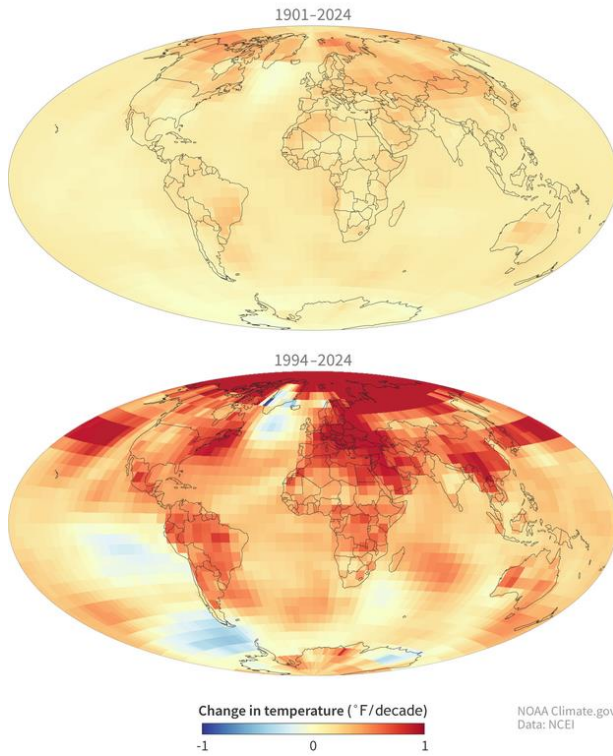 1901–2024
1994–2024
Change in temperature (°F/decade)
-1 0 1
NOAA Climate.gov
Data: NCEI